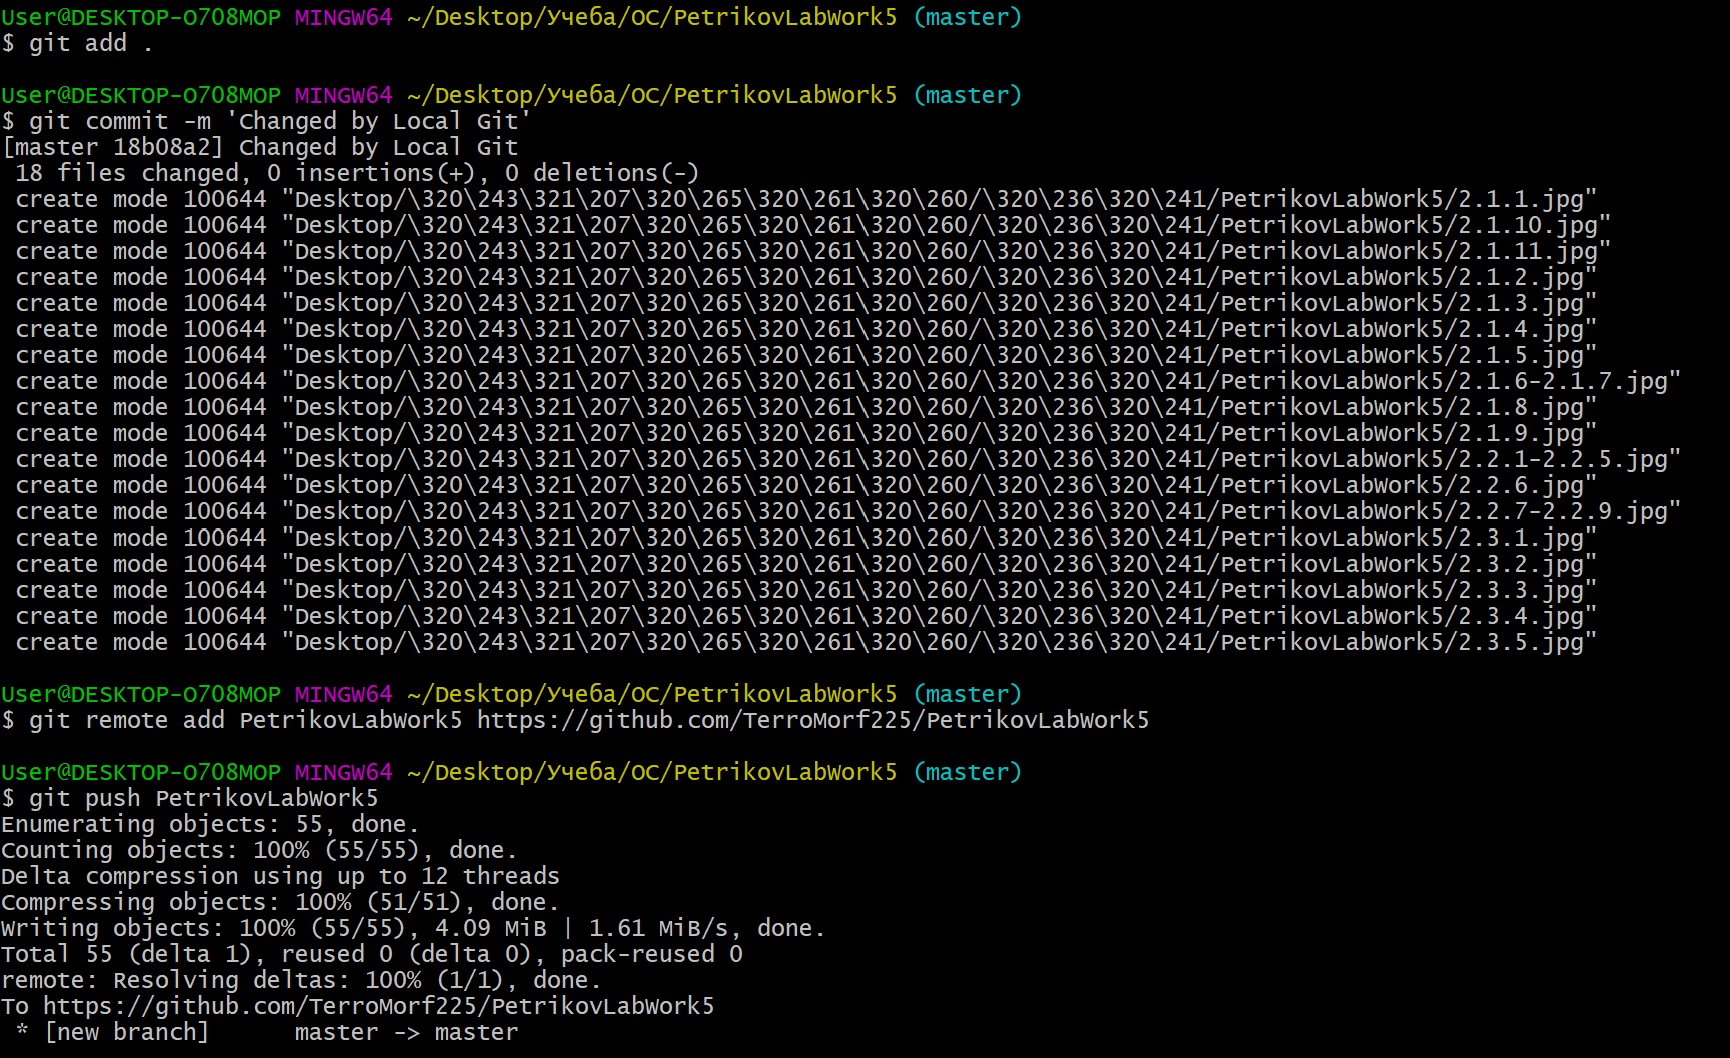 User@DESKTOP-O708MOP MINGW64 ~/Desktop/Учеба/ОС/PetrikovLabWork5 (master)
$ git add .
User@DESKTOP-O708MOP MINGW64 ~/Desktop/Учеба/ОС/PetrikovLabWork5 (master)
$ git commit -m 'Changed by Local Git'
[master 18b08a2] Changed by Local Git
 18 files changed, 0 insertions(+), 0 deletions(-)
 create mode 100644 "Desktop/\320\243\321\207\320\265\320\261\320\260/\320\236\320\241/PetrikovLabWork5/2.1.1.jpg"
 create mode 100644 "Desktop/\320\243\321\207\320\265\320\261\320\260/\320\236\320\241/PetrikovLabWork5/2.1.10.jpg"
 create mode 100644 "Desktop/\320\243\321\207\320\265\320\261\320\260/\320\236\320\241/PetrikovLabWork5/2.1.11.jpg"
 create mode 100644 "Desktop/\320\243\321\207\320\265\320\261\320\260/\320\236\320\241/PetrikovLabWork5/2.1.2.jpg"
 create mode 100644 "Desktop/\320\243\321\207\320\265\320\261\320\260/\320\236\320\241/PetrikovLabWork5/2.1.3.jpg"
 create mode 100644 "Desktop/\320\243\321\207\320\265\320\261\320\260/\320\236\320\241/PetrikovLabWork5/2.1.4.jpg"
 create mode 100644 "Desktop/\320\243\321\207\320\265\320\261\320\260/\320\236\320\241/PetrikovLabWork5/2.1.5.jpg"
 create mode 100644 "Desktop/\320\243\321\207\320\265\320\261\320\260/\320\236\320\241/PetrikovLabWork5/2.1.6-2.1.7.jpg"
 create mode 100644 "Desktop/\320\243\321\207\320\265\320\261\320\260/\320\236\320\241/PetrikovLabWork5/2.1.8.jpg"
 create mode 100644 "Desktop/\320\243\321\207\320\265\320\261\320\260/\320\236\320\241/PetrikovLabWork5/2.1.9.jpg"
 create mode 100644 "Desktop/\320\243\321\207\320\265\320\261\320\260/\320\236\320\241/PetrikovLabWork5/2.2.1-2.2.5.jpg"
 create mode 100644 "Desktop/\320\243\321\207\320\265\320\261\320\260/\320\236\320\241/PetrikovLabWork5/2.2.6.jpg"
 create mode 100644 "Desktop/\320\243\321\207\320\265\320\261\320\260/\320\236\320\241/PetrikovLabWork5/2.2.7-2.2.9.jpg"
 create mode 100644 "Desktop/\320\243\321\207\320\265\320\261\320\260/\320\236\320\241/PetrikovLabWork5/2.3.1.jpg"
 create mode 100644 "Desktop/\320\243\321\207\320\265\320\261\320\260/\320\236\320\241/PetrikovLabWork5/2.3.2.jpg"
 create mode 100644 "Desktop/\320\243\321\207\320\265\320\261\320\260/\320\236\320\241/PetrikovLabWork5/2.3.3.jpg"
 create mode 100644 "Desktop/\320\243\321\207\320\265\320\261\320\260/\320\236\320\241/PetrikovLabWork5/2.3.4.jpg"
 create mode 100644 "Desktop/\320\243\321\207\320\265\320\261\320\260/\320\236\320\241/PetrikovLabWork5/2.3.5.jpg"
User@DESKTOP-O708MOP MINGW64 ~/Desktop/Учеба/ОС/PetrikovLabWork5 (master)
$ git remote add PetrikovLabWork5 https://github.com/TerroMorf225/PetrikovLabWork5
User@DESKTOP-O708MOP MINGW64 ~/Desktop/Учеба/ОС/PetrikovLabWork5 (master)
$ git push PetrikovLabWork5
Enumerating objects: 55, done.
Counting objects: 100% (55/55), done.
Delta compression using up to 12 threads
Compressing objects: 100% (51/51), done.
Writing objects: 100% (55/55), 4.09 MiB | 1.61 MiB/s, done.
Total 55 (delta 1), reused 0 (delta 0), pack-reused 0
remote: Resolving deltas: 100% (1/1), done.
To https://github.com/TerroMorf225/PetrikovLabWork5
 * [new branch]      master -> master